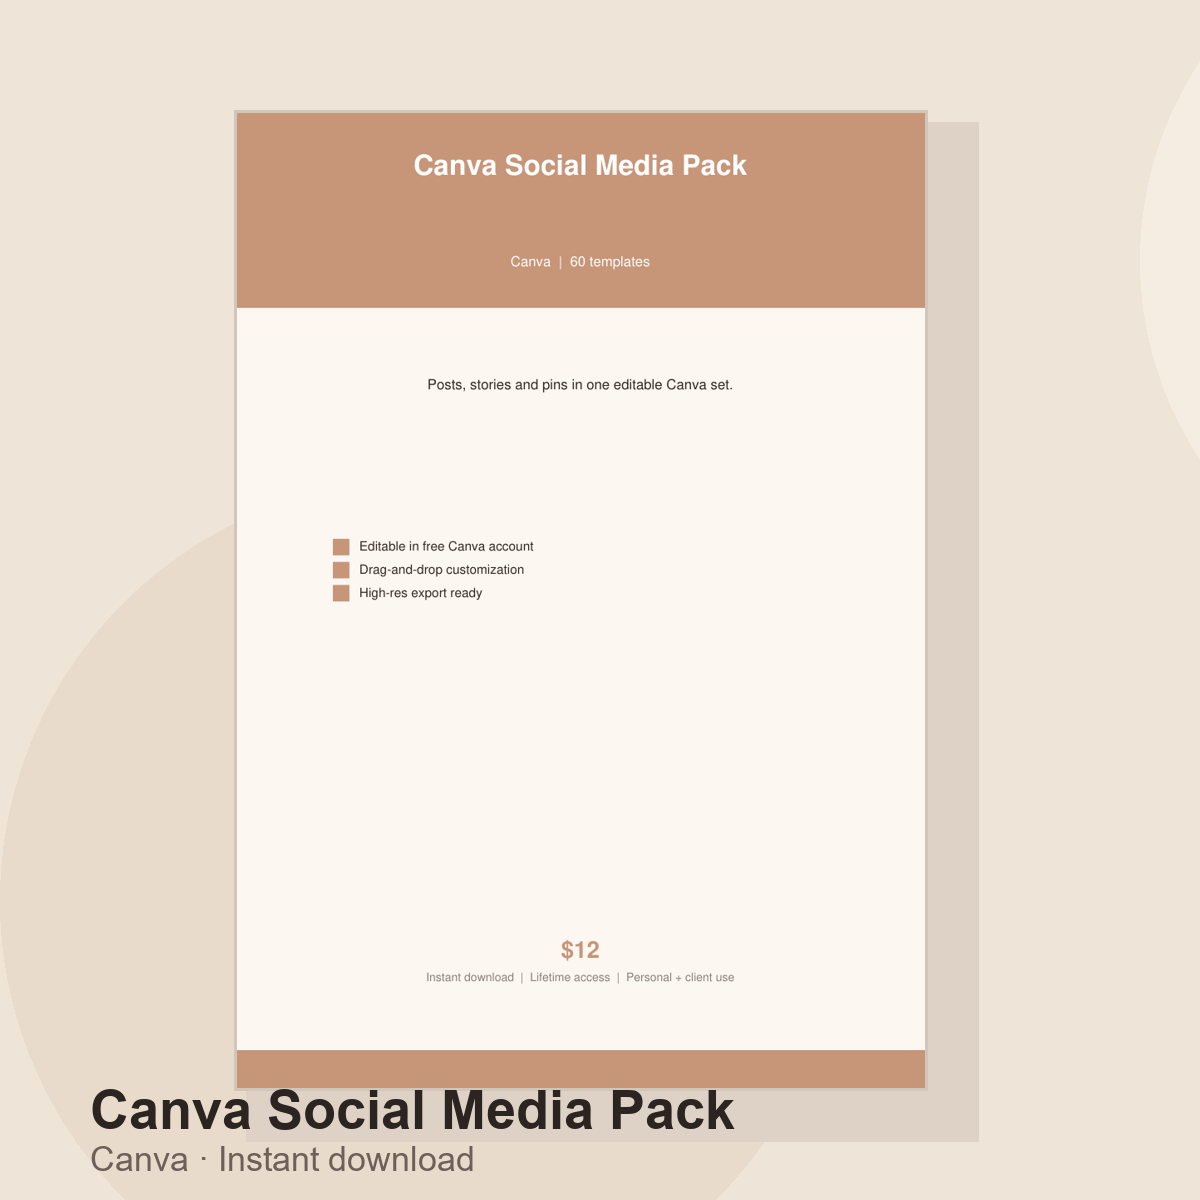 Canva Social Media Pack
Canva | 60 templates
Posts, stories and pins in one editable Canva set.
Editable in free Canva account
Drag-and-drop customization
High-res export ready
$12
Instant download | Lifetime access | Personal + client use
Canva Social Media Pack
Canva · Instant download